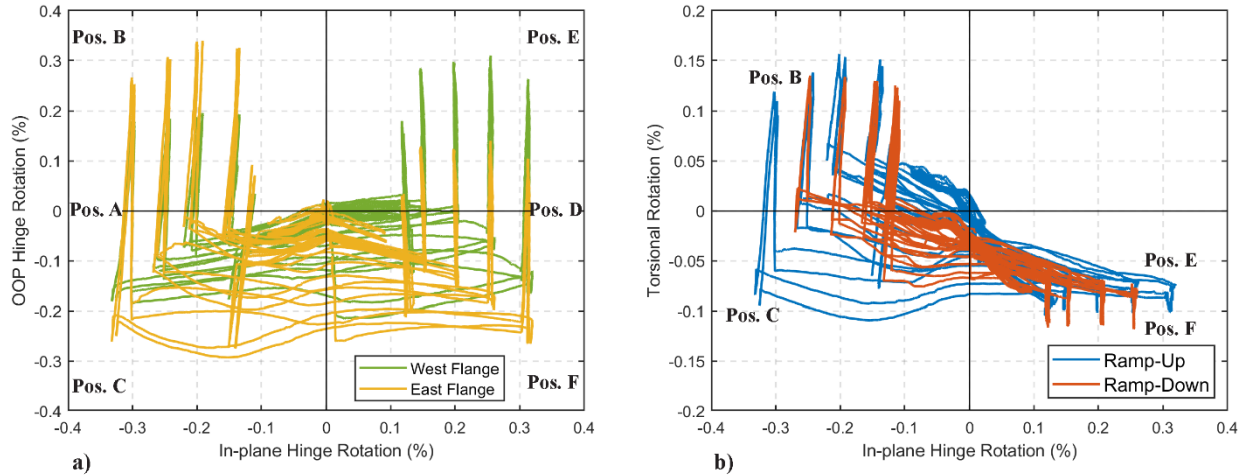 Pos. B
Pos. E
Pos. A
Pos. D
Pos. C
Pos. F
West Flange
East Flange
OOP Hinge Rotation (%)
0.4
0.3
0.2
0.1
0
-0.1
-0.2
-0.3
-0.4
-0.4
-0.3
-0.2
-0.1
0
0.1
0.2
0.3
0.4
In-plane Hinge Rotation (%)
a)
Pos. B
Pos. C
Pos. E
Pos. F
Ramp-Up
Ramp-Down
Torsional Rotation (%)
0.2
0.15
0.1
0.05
0
-0.05
-0.1
-0.15
-0.2
-0.4
-0.3
-0.2
-0.1
0
0.1
0.2
0.3
0.4
In-plane Hinge Rotation (%)
b)